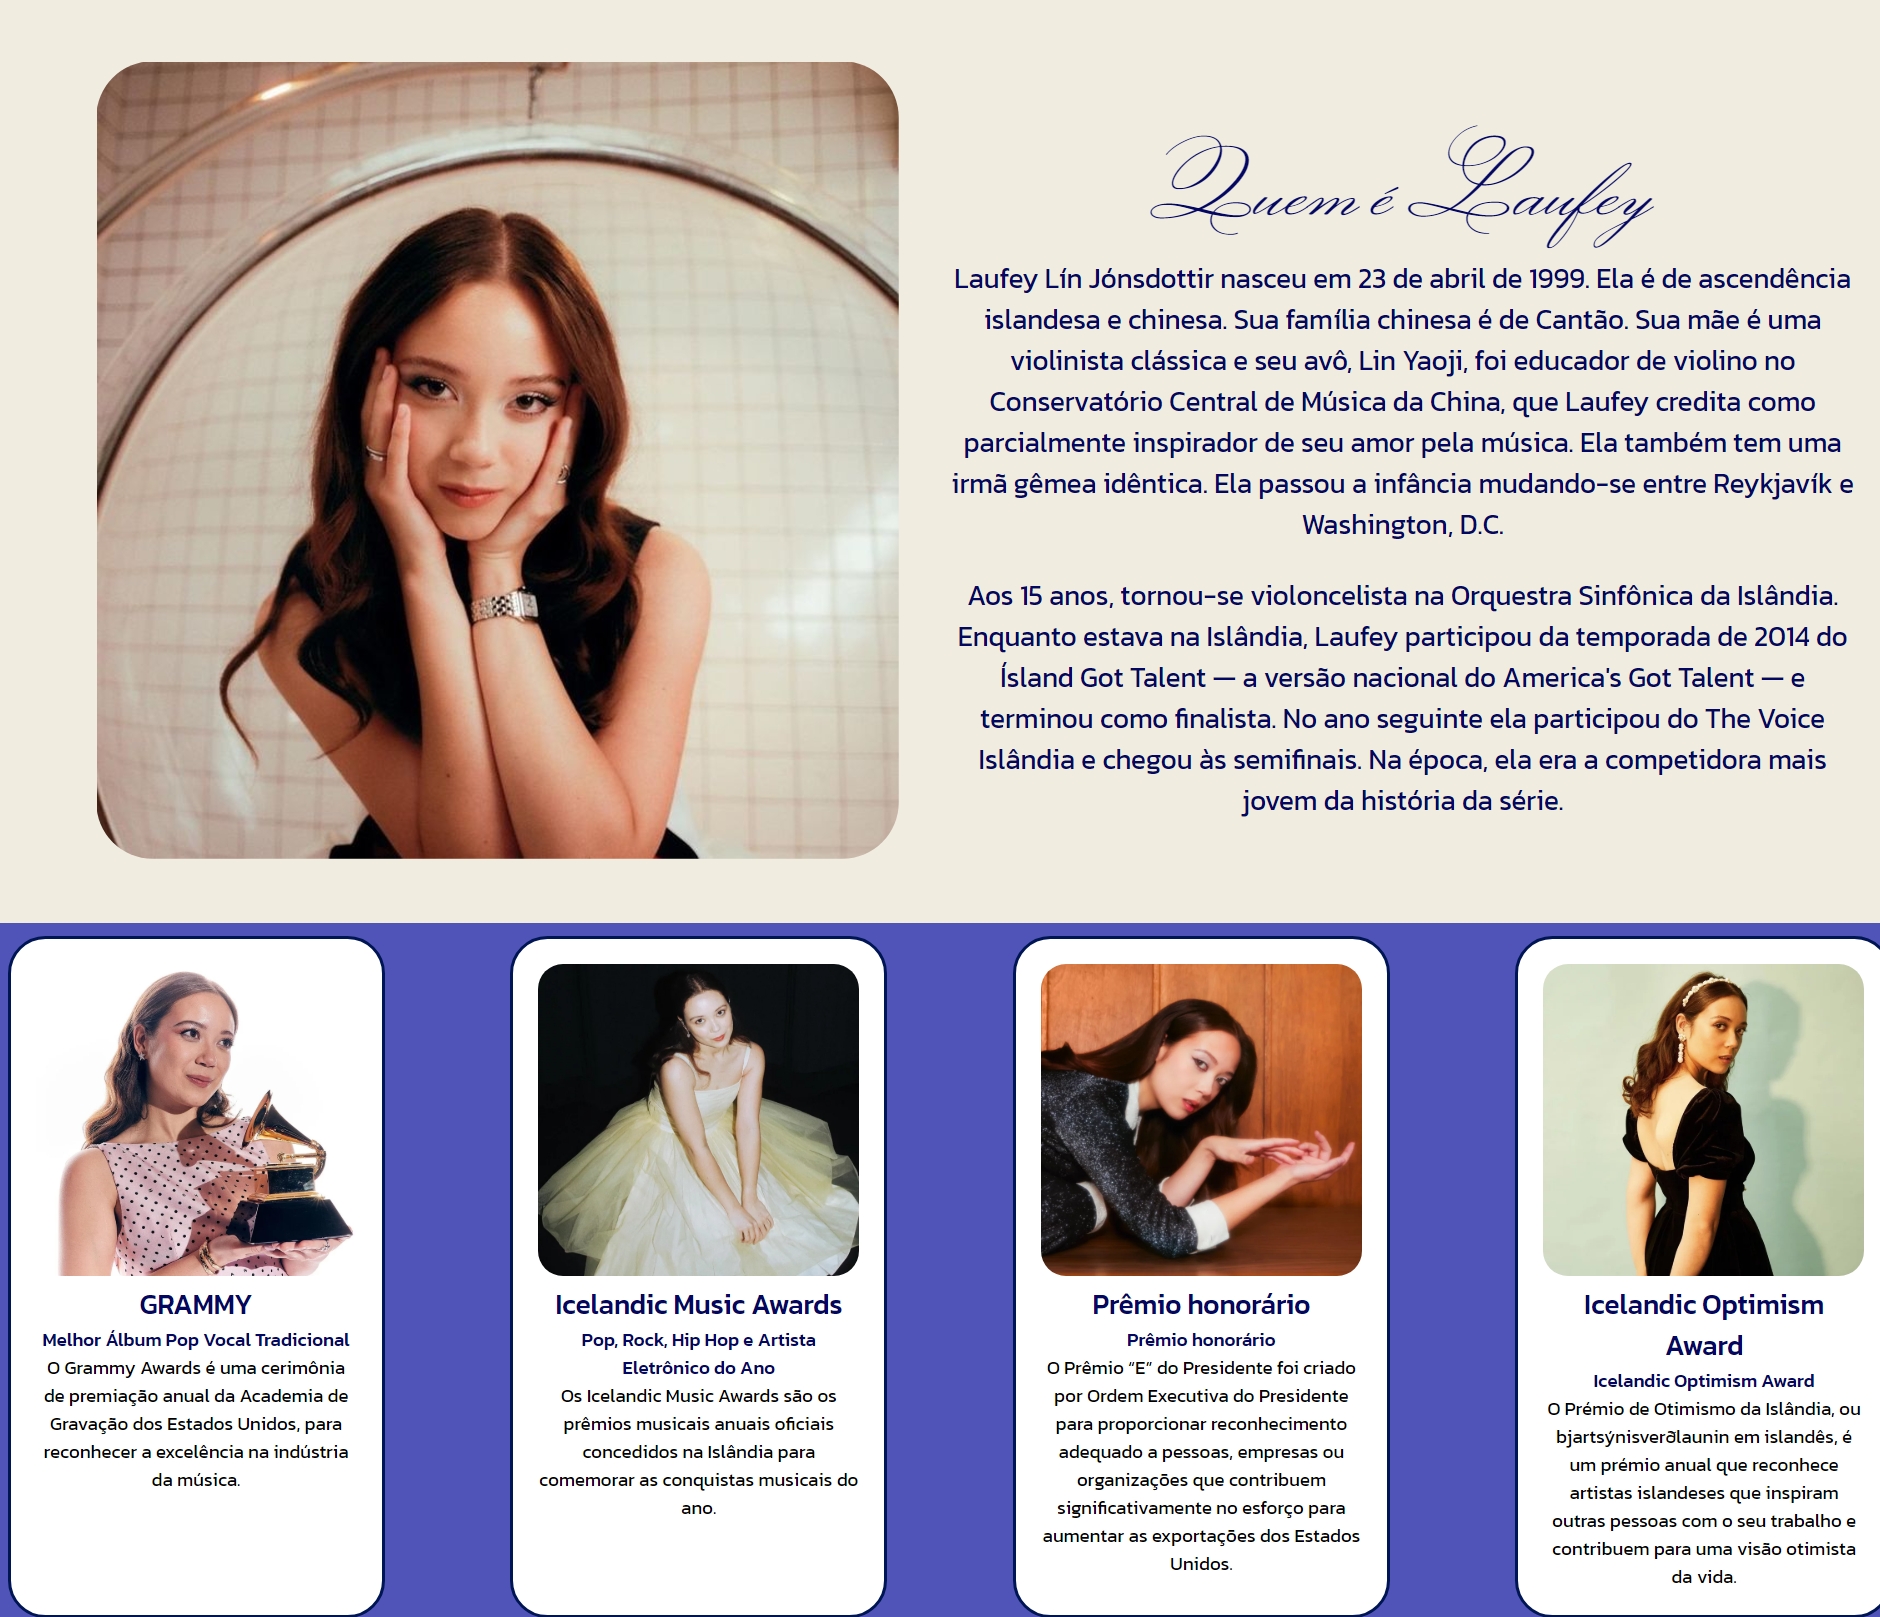 Quem é Laufey
Laufey Lín Jónsdottir nasceu em 23 de abril de 1999. Ela é de ascendência
islandesa e chinesa. Sua família chinesa é de Cantão. Sua mãe é uma
violinista clássica e seu avô, Lin Yaoji, foi educador de violino no
Conservatório Central de Música da China, que Laufey credita como
parcialmente inspirador de seu amor pela música. Ela também tem uma
irmã gêmea idêntica. Ela passou a infância mudando-se entre Reykjavík e
Washington, D.C.
Aos 15 anos, tornou-se violoncelista na Orquestra Sinfônica da Islândia.
Enquanto estava na Islândia, Laufey participou da temporada de 2014 do
Ísland Got Talent — a versão nacional do America's Got Talent — e
terminou como finalista. No ano seguinte ela participou do The Voice
Islândia e chegou às semifinais. Na época, ela era a competidora mais
jovem da história da série.
GRAMMY
Melhor Álbum Pop Vocal Tradicional
O Grammy Awards é uma cerimônia
de premiação anual da Academia de
Gravação dos Estados Unidos, para
reconhecer a excelência na indústria
da música.
Icelandic Music Awards
Pop, Rock, Hip Hop e Artista
Eletrônico do Ano
Os Icelandic Music Awards são os
prêmios musicais anuais oficiais
concedidos na Islândia para
comemorar as conquistas musicais do
ano.
Prêmio honorário
Prêmio honorário
O Prêmio “E” do Presidente foi criado
por Ordem Executiva do Presidente
para proporcionar reconhecimento
adequado a pessoas, empresas ou
organizações que contribuem
significativamente no esforço para
aumentar as exportações dos Estados
Unidos.
Icelandic Optimism
Award
Icelandic Optimism Award
O Prémio de Otimismo da Islândia, ou
bjartsýnisverðlaunin em islandês, é
um prémio anual que reconhece
artistas islandeses que inspiram
outras pessoas com o seu trabalho e
contribuem para uma visão otimista
da vida.